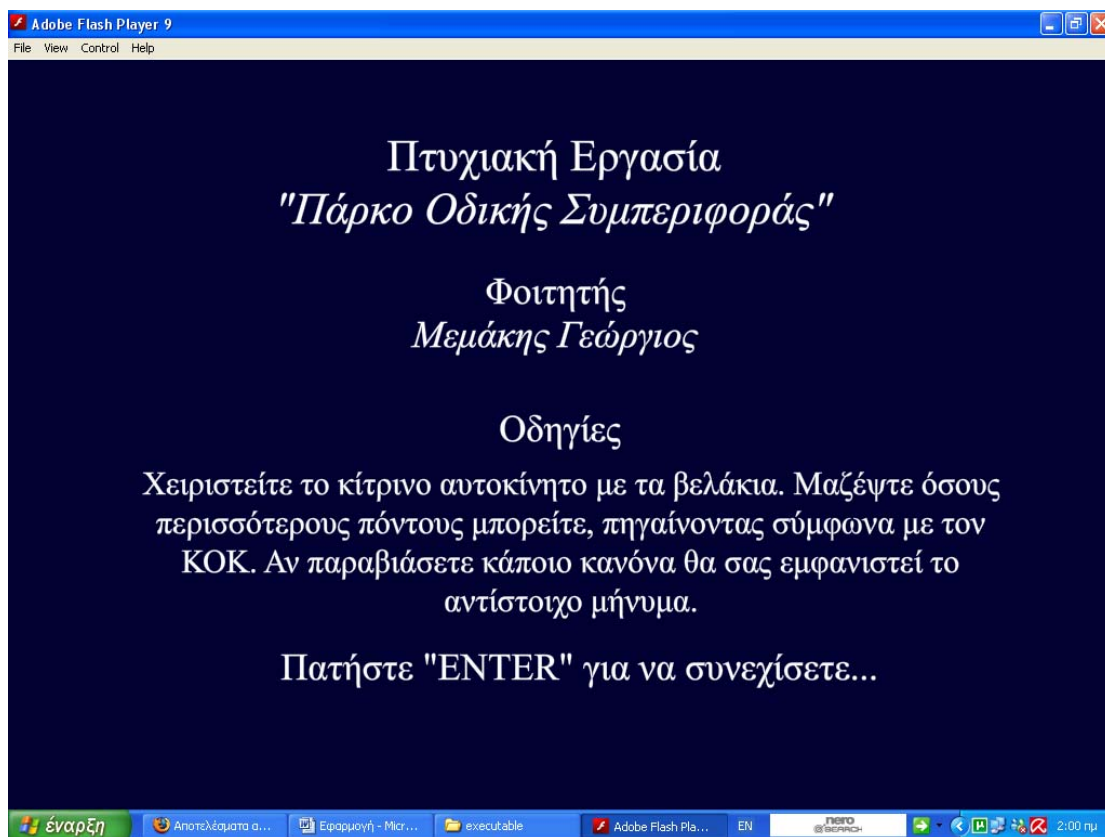 Adobe Flash Player 9
File View Control Help
Πτυχιακή Εργασία
"Πάρκο Οδικής Συμπεριφοράς"
Φοιτητής
Μεμάκης Γεώργιος
Οδηγίες
Χειριστείτε το κίτρινο αυτοκίνητο με τα βελάκια. Μαζέψτε όσους
περισσότερους πόντους μπορείτε, πηγαίνοντας σύμφωνα με τον
ΚΟΚ. Αν παραβιάσετε κάποιο κανόνα θα σας εμφανιστεί το
αντίστοιχο μήνυμα.
Πατήστε "ENTER" για να συνεχίσετε...
έναρξη Αποτελέσματα α... Εφαρμογή - Micr... executable Adobe Flash Pla... EN nero SEARCH 2:00 πμ